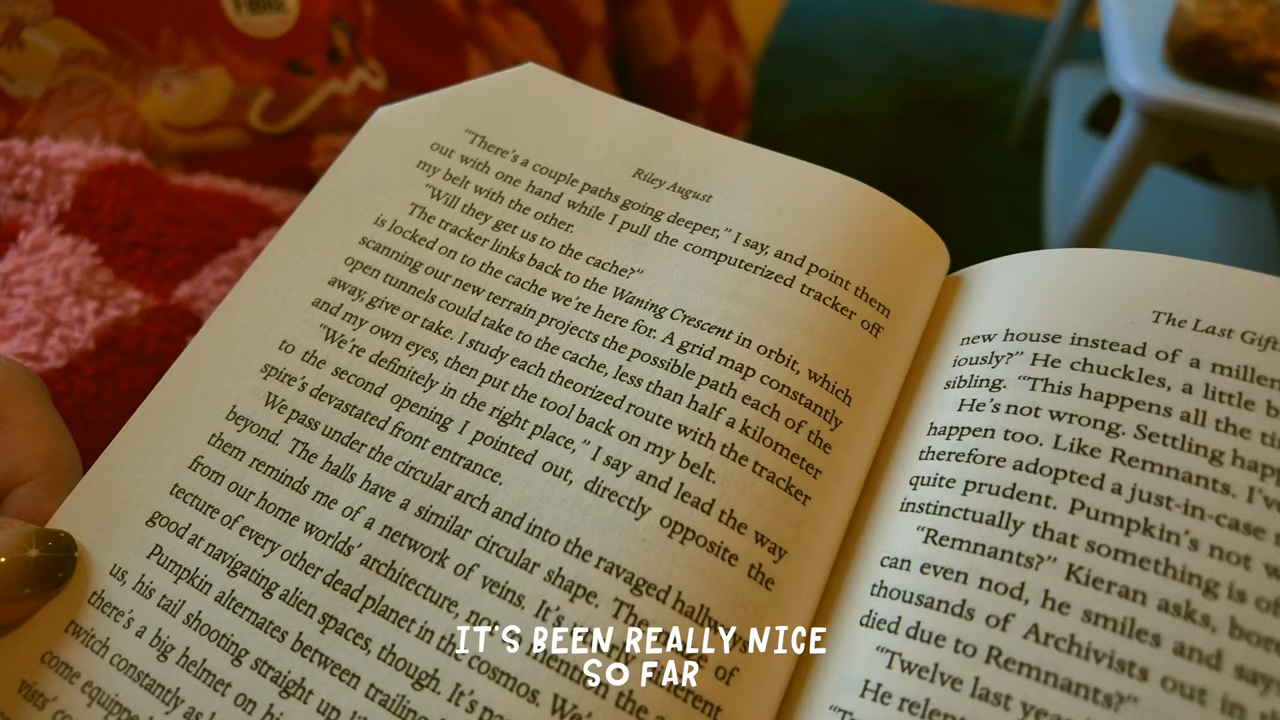 Riley August
“There’s a couple paths going deeper,” I say, and point them
out with one hand while I pull the computerized tracker off
my belt with the other.
“Will they get us to the cache?”
The tracker links back to the Waning Crescent in orbit, which
is locked on to the cache we’re here for. A grid map constantly
scanning our new terrain projects the possible path each of the
open tunnels could take to the cache, less than half a kilometer
away, give or take. I study each theorized route with the tracker
and my own eyes, then put the tool back on my belt.
“We’re definitely in the right place,” I say and lead the way
to the second opening I pointed out, directly opposite the
spire’s devastated front entrance.
We pass under the circular arch and into the ravaged hallways
beyond. The halls have a similar circular shape. The of
them reminds me of a network of veins. It’s different
from our home worlds’ architecture, mention the
tecture of every other dead planet in the cosmos. We’
good at navigating alien spaces, though. It’s
Pumpkin alternates between trailing
us, his tail shooting straight up
there’s a big helmet on
twitch constantly as
come
vists’
The Last Gift
new house instead of a
iously?” He chuckles, a little
sibling. “This happens all the
He’s not wrong. Settling
happen too. Like Remnants. I’v
therefore adopted a just-in-case
quite prudent. Pumpkin’s not
instinctually that something is
“Remnants?” Kieran asks,
can even nod, he smiles and
thousands of Archivists out in
died due to Remnants?”
“Twelve last
He
IT'S BEEN REALLY NICE
SO FAR